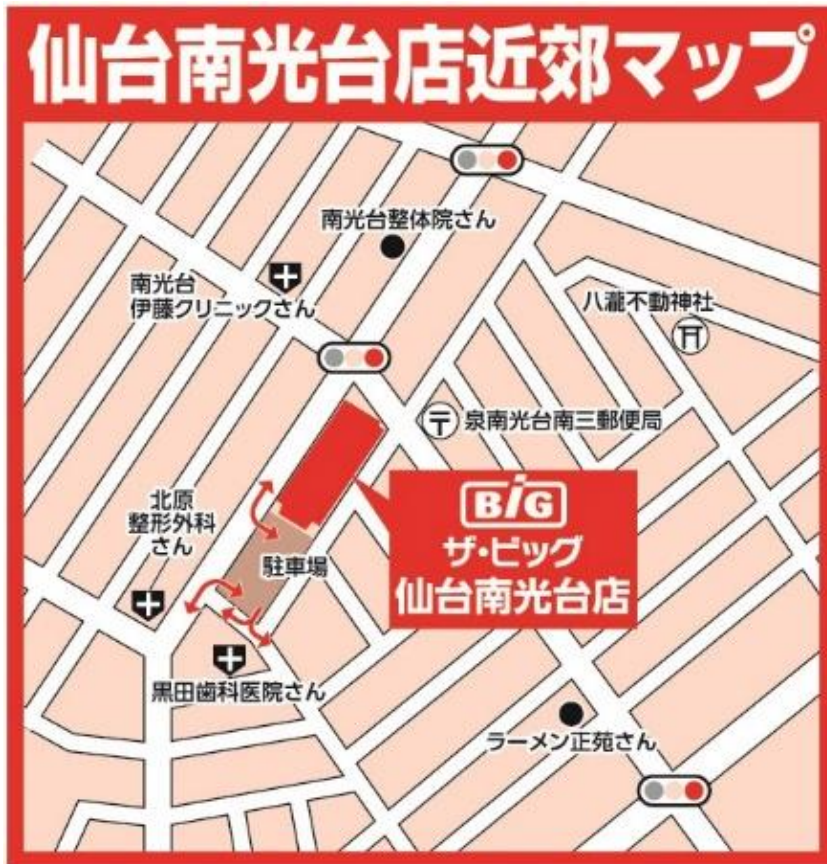 仙台南光台店近郊マップ
南光台整体院さん
南光台
伊藤クリニックさん
八瀧不動神社
泉南光台南三郵便局
北原
整形外科
さん
BiG
ザ・ビッグ
仙台南光台店
駐車場
黒田歯科医院さん
ラーメン正苑さん